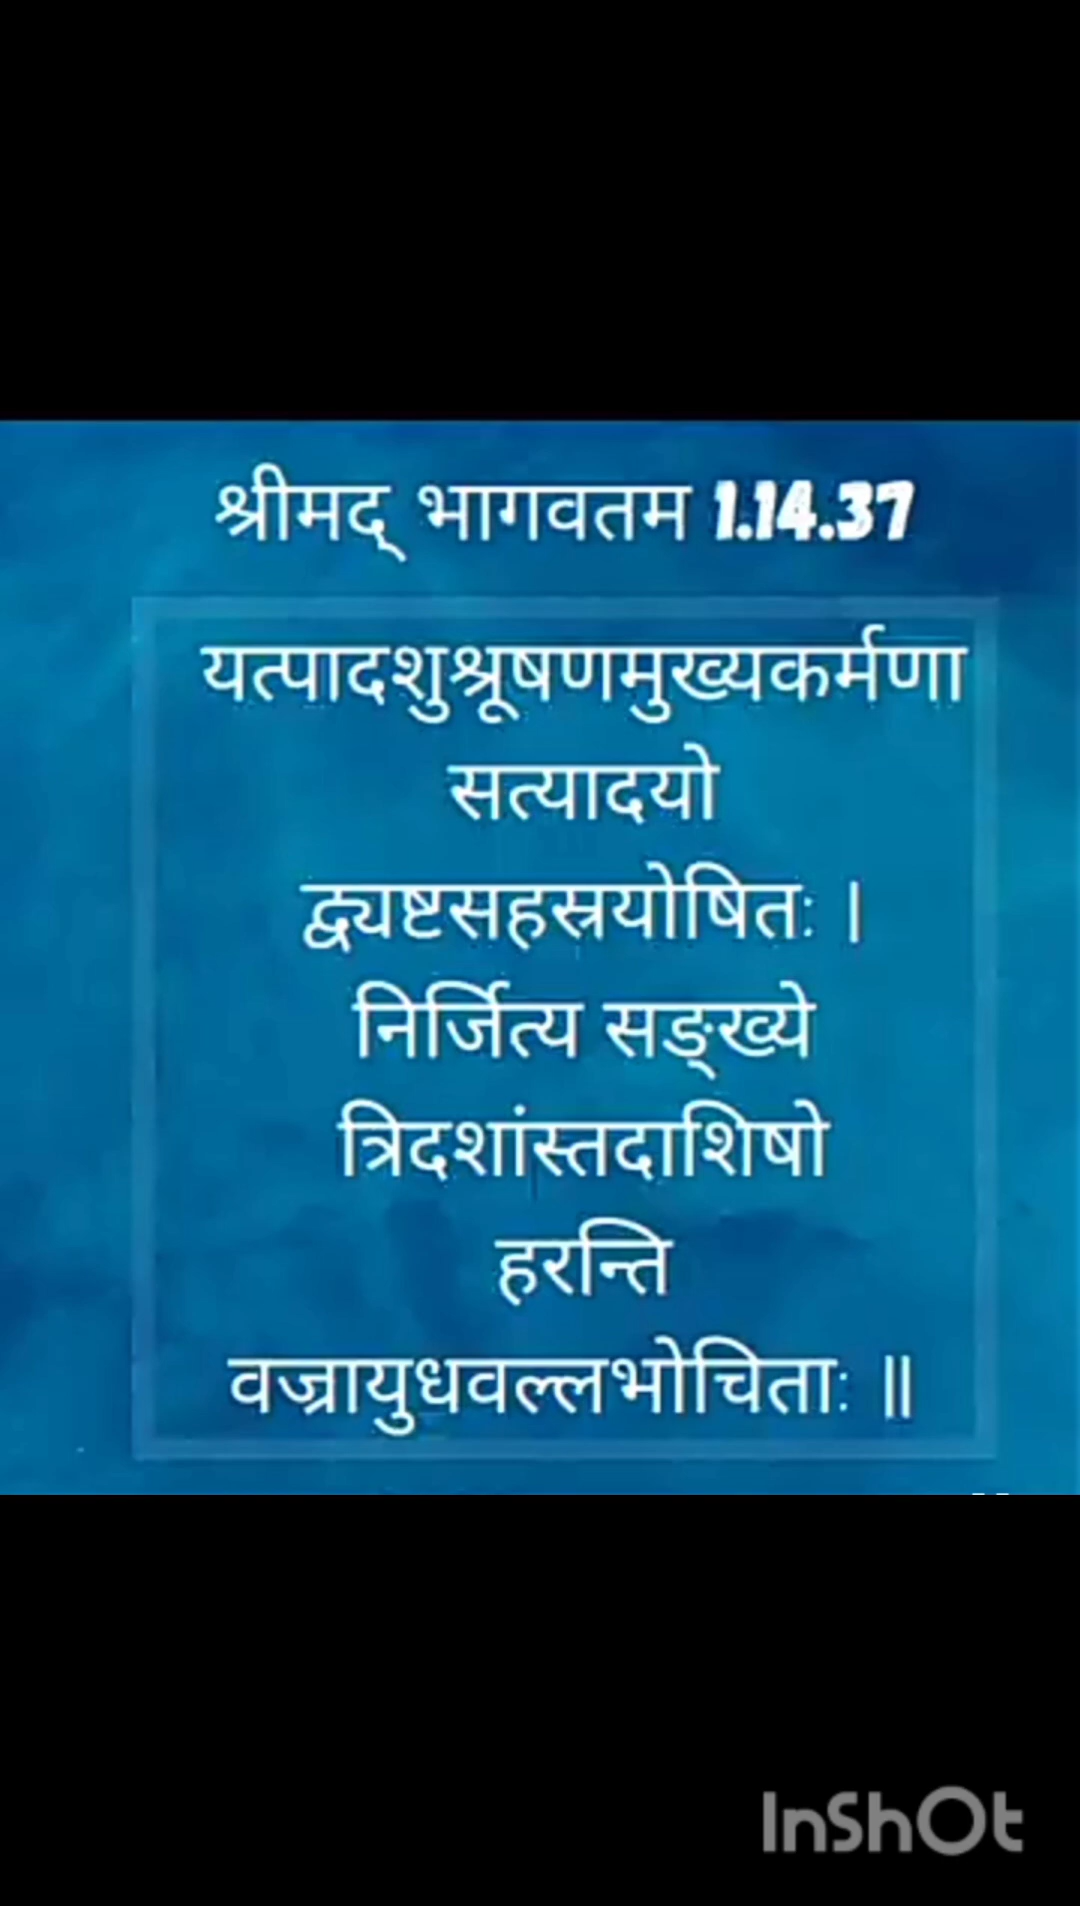 श्रीमद् भागवतम 1.14.37
यत्पादशुश्रूषणमुख्यकर्मणा
सत्यादयो
द्व्यष्टसहस्रयोषितः ।
निर्जित्य सङ्ख्ये
त्रिदशांस्तदाशिषो
हरन्ति
वज्रायुधवल्लभोचिताः ॥
InShOt